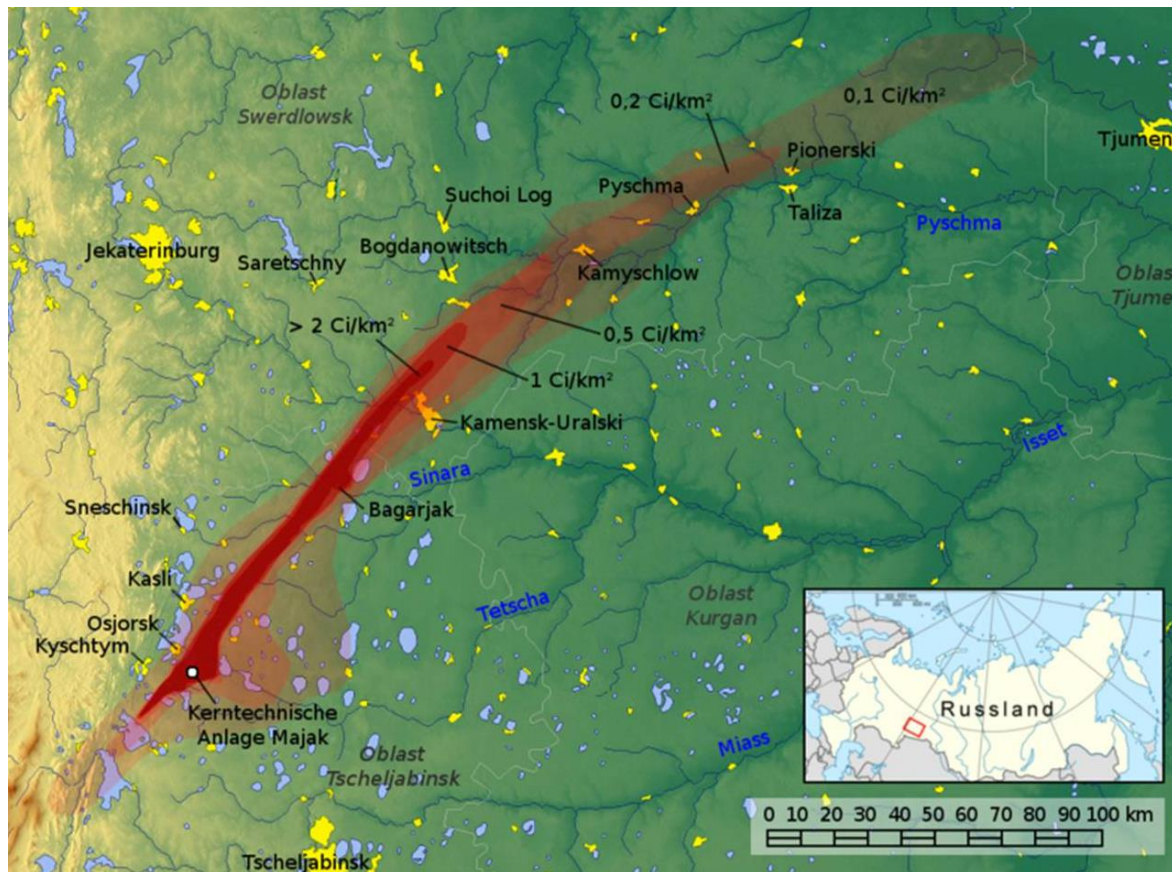 Oblast
Swerdlowsk
0,2 Ci/km²
0,1 Ci/km²
Tjumen
Pionerski
Suchoi Log
Pyschma
Taliza
Pyschma
Jekaterinburg
Bogdanowitsch
Saretschny
Kamyschlow
Oblas
Tjume
> 2 Ci/km²
0,5 Ci/km²
1 Ci/km²
Kamensk-Uralski
Isset
Sinara
Sneschinsk
Bagarjak
Kasli
Tetscha
Oblast
Kurgan
Osjorsk
Kyschtym
Kerntechnische
Anlage Majak
Russland
Oblast
Tscheljabinsk
Miass
0 10 20 30 40 50 60 70 80 90 100 km
Tscheljabinsk